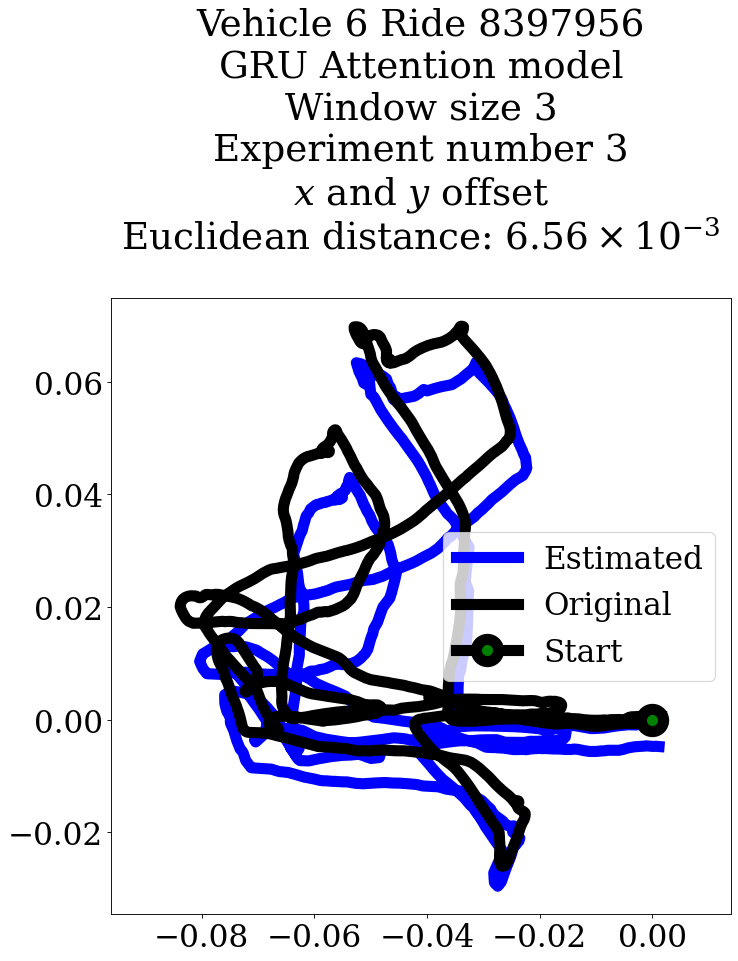 Vehicle 6 Ride 8397956
GRU Attention model
Window size 3
Experiment number 3
x and y offset
Euclidean distance: 6.56 × 10⁻³
0.06
0.04
0.02
0.00
−0.02
Estimated
Original
Start
−0.08 −0.06 −0.04 −0.02 0.00